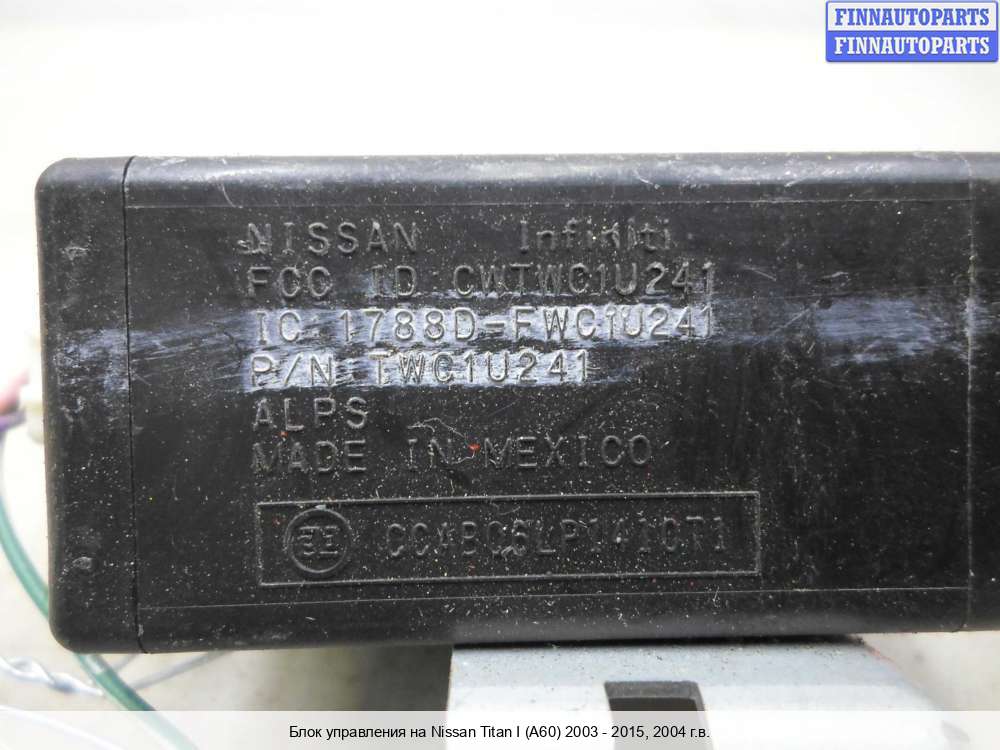 FINNAUTOPARTS
FINNAUTOPARTS
NISSAN Infiniti
FCC ID:CWTWC1U241
IC:1788D-FWC1U241
P/N:TWC1U241
ALPS
MADE IN MEXICO
Блок управления на Nissan Titan I (A60) 2003 - 2015, 2004 г.в.